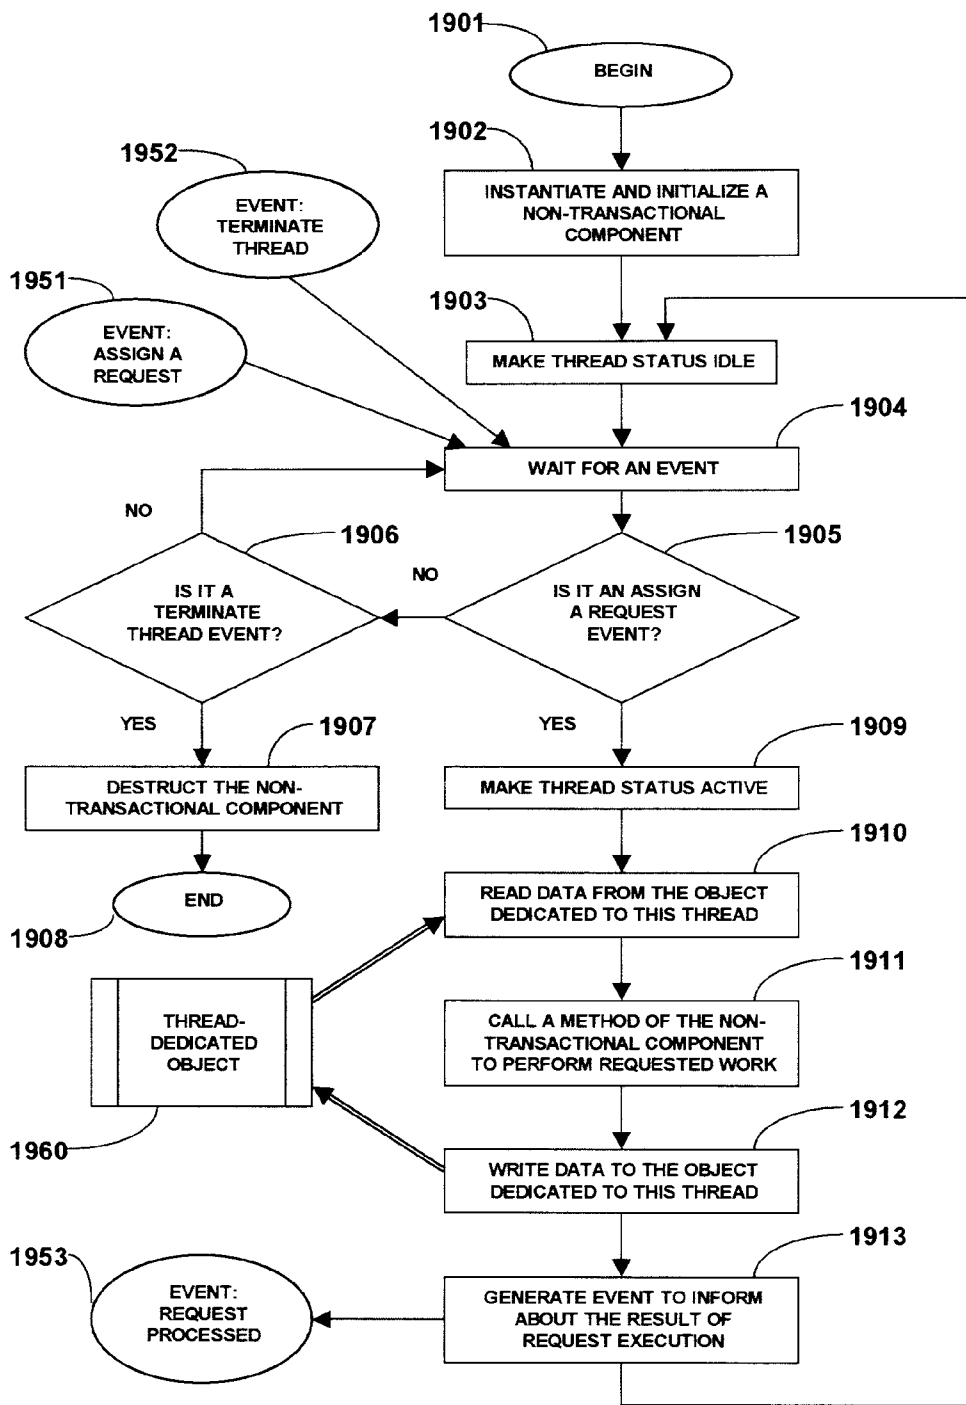 1901
BEGIN
1902
INSTANTIATE AND INITIALIZE A
NON-TRANSACTIONAL
COMPONENT
1952
EVENT:
TERMINATE
THREAD
1951
EVENT:
ASSIGN A
REQUEST
1903
MAKE THREAD STATUS IDLE
1904
WAIT FOR AN EVENT
NO
1906
IS IT A
TERMINATE
THREAD EVENT?
NO
1905
IS IT AN ASSIGN
A REQUEST
EVENT?
YES
1907
DESTRUCT THE NON-
TRANSACTIONAL COMPONENT
YES
1909
MAKE THREAD STATUS ACTIVE
END
1908
1910
READ DATA FROM THE OBJECT
DEDICATED TO THIS THREAD
THREAD-
DEDICATED
OBJECT
1960
1911
CALL A METHOD OF THE NON-
TRANSACTIONAL COMPONENT
TO PERFORM REQUESTED WORK
1912
WRITE DATA TO THE OBJECT
DEDICATED TO THIS THREAD
1953
EVENT:
REQUEST
PROCESSED
1913
GENERATE EVENT TO INFORM
ABOUT THE RESULT OF
REQUEST EXECUTION